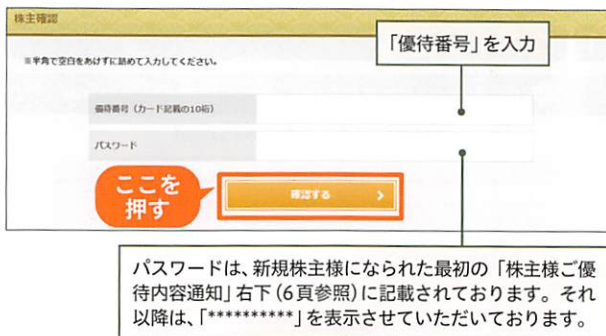 株主確認
「優待番号」を入力
※半角で空白をあけずに詰めて入力してください。
優待番号（カード記載の10桁）
パスワード
ここを
押す
確認する
パスワードは、新規株主様になられた最初の「株主様ご優
待内容通知」右下(6頁参照)に記載されております。それ
以降は、「**********」を表示させていただいております。